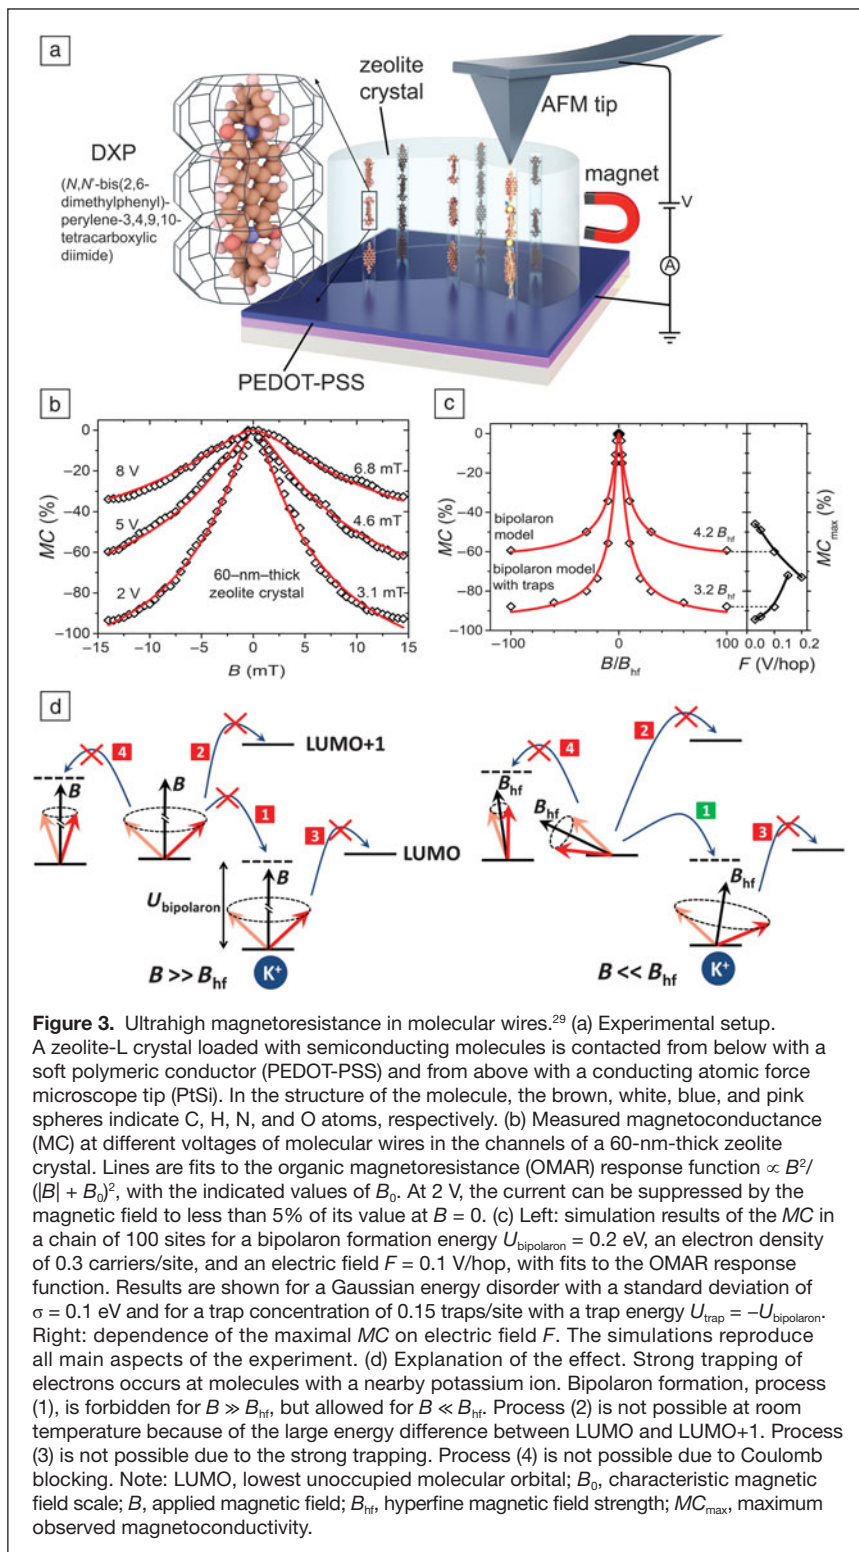 a
zeolite
crystal
AFM tip
DXP
(N,N′-bis(2,6-
dimethylphenyl)-
perylene-3,4,9,10-
tetracarboxylic
diimide)
magnet
V
A
PEDOT-PSS
b
0
−20
−40
−60
−80
−100
MC (%)
8 V
5 V
2 V
6.8 mT
4.6 mT
3.1 mT
60–nm–thick
zeolite crystal
−15 −10 −5 0 5 10 15
B (mT)
c
0
−20
−40
−60
−80
−100
MC (%)
bipolaron
model
bipolaron model
with traps
4.2 Bhf
3.2 Bhf
−100 0 100
B/Bhf
0.0 0.1 0.2
F (V/hop)
MCmax (%)
d
4
2
LUMO+1
B
B
1
3
B
LUMO
Ubipolaron
K+
B >> Bhf
2
4
Bhf
Bhf
1
3
Bhf
K+
B << Bhf
Figure 3. Ultrahigh magnetoresistance in molecular wires.29 (a) Experimental setup.
A zeolite-L crystal loaded with semiconducting molecules is contacted from below with a
soft polymeric conductor (PEDOT-PSS) and from above with a conducting atomic force
microscope tip (PtSi). In the structure of the molecule, the brown, white, blue, and pink
spheres indicate C, H, N, and O atoms, respectively. (b) Measured magnetoconductance
(MC) at different voltages of molecular wires in the channels of a 60-nm-thick zeolite
crystal. Lines are fits to the organic magnetoresistance (OMAR) response function ∝ B2/
(|B| + B0)2, with the indicated values of B0. At 2 V, the current can be suppressed by the
magnetic field to less than 5% of its value at B = 0. (c) Left: simulation results of the MC in
a chain of 100 sites for a bipolaron formation energy Ubipolaron = 0.2 eV, an electron density
of 0.3 carriers/site, and an electric field F = 0.1 V/hop, with fits to the OMAR response
function. Results are shown for a Gaussian energy disorder with a standard deviation of
σ = 0.1 eV and for a trap concentration of 0.15 traps/site with a trap energy Utrap = −Ubipolaron.
Right: dependence of the maximal MC on electric field F. The simulations reproduce
all main aspects of the experiment. (d) Explanation of the effect. Strong trapping of
electrons occurs at molecules with a nearby potassium ion. Bipolaron formation, process
(1), is forbidden for B ≫ Bhf, but allowed for B ≪ Bhf. Process (2) is not possible at room
temperature because of the large energy difference between LUMO and LUMO+1. Process
(3) is not possible due to the strong trapping. Process (4) is not possible due to Coulomb
blocking. Note: LUMO, lowest unoccupied molecular orbital; B0, characteristic magnetic
field scale; B, applied magnetic field; Bhf, hyperfine magnetic field strength; MCmax, maximum
observed magnetoconductivity.